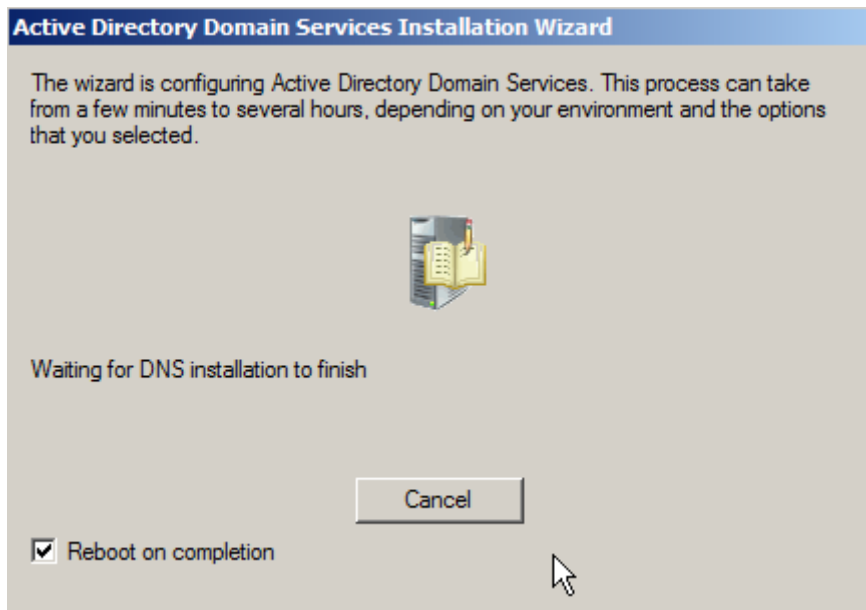 Active Directory Domain Services Installation Wizard
The wizard is configuring Active Directory Domain Services. This process can take
from a few minutes to several hours, depending on your environment and the options
that you selected.
Waiting for DNS installation to finish
Cancel
Reboot on completion